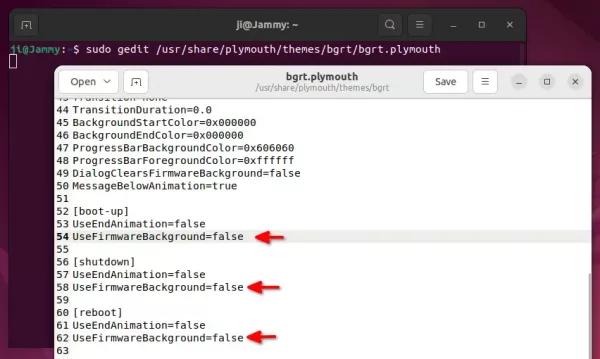 ji@Jammy: ~
ji@Jammy:~$ sudo gedit /usr/share/plymouth/themes/bgrt/bgrt.plymouth
Open
bgrt.plymouth
/usr/share/plymouth/themes/bgrt
Save
43 Transition=none
44 TransitionDuration=0.0
45 BackgroundStartColor=0x000000
46 BackgroundEndColor=0x000000
47 ProgressBarBackgroundColor=0x606060
48 ProgressBarForegroundColor=0xffffff
49 DialogClearsFirmwareBackground=false
50 MessageBelowAnimation=true
51
52 [boot-up]
53 UseEndAnimation=false
54 UseFirmwareBackground=false
55
56 [shutdown]
57 UseEndAnimation=false
58 UseFirmwareBackground=false
59
60 [reboot]
61 UseEndAnimation=false
62 UseFirmwareBackground=false
63